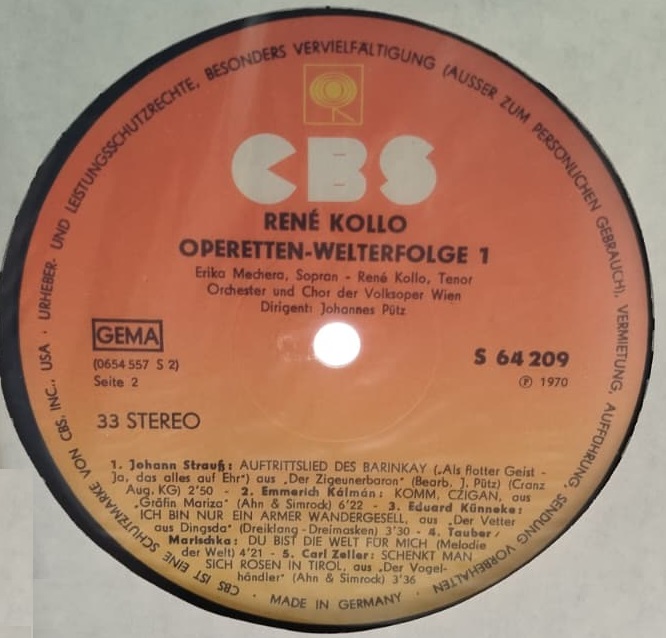 URHEBER- UND LEISTUNGSSCHUTZRECHTE, BESONDERS VERVIELFÄLTIGUNG (AUSSER ZUM PERSÖNLICHEN GEBRAUCH), VERMIETUNG, AUFFÜHRUNG, SENDUNG VORBEHALTEN ·
CBS
RENÉ KOLLO
OPERETTEN-WELTERFOLGE 1
Erika Mechera, Sopran - René Kollo, Tenor
Orchester und Chor der Volksoper Wien
Dirigent: Johannes Pütz
GEMA
(0654 557 S 2)
Seite 2
S 64 209
℗ 1970
33 STEREO
1. Johann Strauß: AUFTRITTSLIED DES BARINKAY („Als flotter Geist -
Ja, das alles auf Ehr") aus „Der Zigeunerbaron" (Bearb. J. Pütz) (Cranz
Aug. KG) 2'50 - 2. Emmerich Kálmán: KOMM, CZIGAN, aus
„Gräfin Mariza" (Ahn & Simrock) 6'22 - 3. Eduard Künneke:
ICH BIN NUR EIN ARMER WANDERGESELL, aus „Der Vetter
aus Dingsda" (Dreiklang - Dreimasken) 3'30 - 4. Tauber/
Marischka: DU BIST DIE WELT FÜR MICH (Melodie
der Welt) 4'21 - 5. Carl Zeller: SCHENKT MAN
SICH ROSEN IN TIROL, aus „Der Vogel-
händler" (Ahn & Simrock) 3'36
CBS IST EINE SCHUTZMARKE VON CBS, INC., USA ·
· MADE IN GERMANY ·